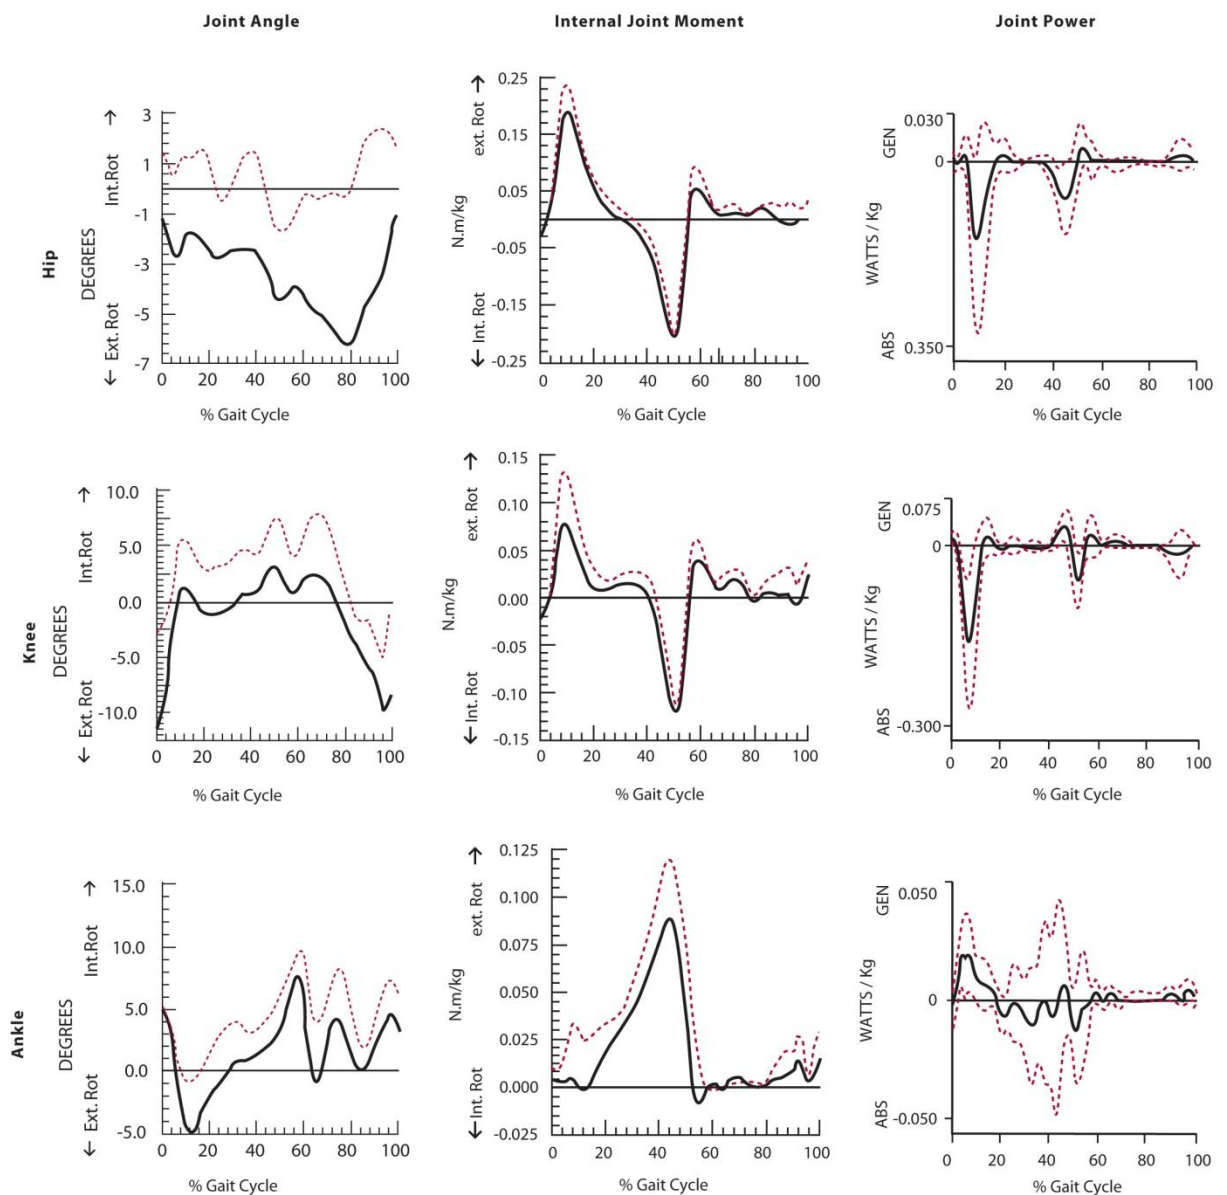 Joint Angle
Internal Joint Moment
Joint Power
Hip
DEGREES
← Ext. Rot
Int.Rot →
3
1
-1
-3
-5
-7
0 20 40 60 80 100
% Gait Cycle
N.m/kg
← Int. Rot
ext. Rot →
0.25
0.15
0.05
-0.05
-0.15
-0.25
0 20 40 60 80 100
% Gait Cycle
WATTS / Kg
ABS
GEN
0.030
0
0.350
0 20 40 60 80 100
% Gait Cycle
Knee
DEGREES
← Ext. Rot
Int.Rot →
10.0
5.0
0.0
-5.0
-10.0
0 20 40 60 80 100
% Gait Cycle
N.m/kg
← Int. Rot
ext. Rot →
0.15
0.10
0.05
0.00
-0.05
-0.10
-0.15
0 20 40 60 80 100
% Gait Cycle
WATTS / Kg
ABS
GEN
0.075
0
-0.300
0 20 40 60 80 100
% Gait Cycle
Ankle
DEGREES
← Ext. Rot
Int.Rot →
15.0
10.0
5.0
0.0
-5.0
0 20 40 60 80 100
% Gait Cycle
N.m/kg
← Int. Rot
ext. Rot →
0.125
0.100
0.075
0.050
0.025
0.000
-0.025
0 20 40 60 80 100
% Gait Cycle
WATTS / Kg
ABS
GEN
0.050
0
-0.050
0 20 40 60 80 100
% Gait Cycle